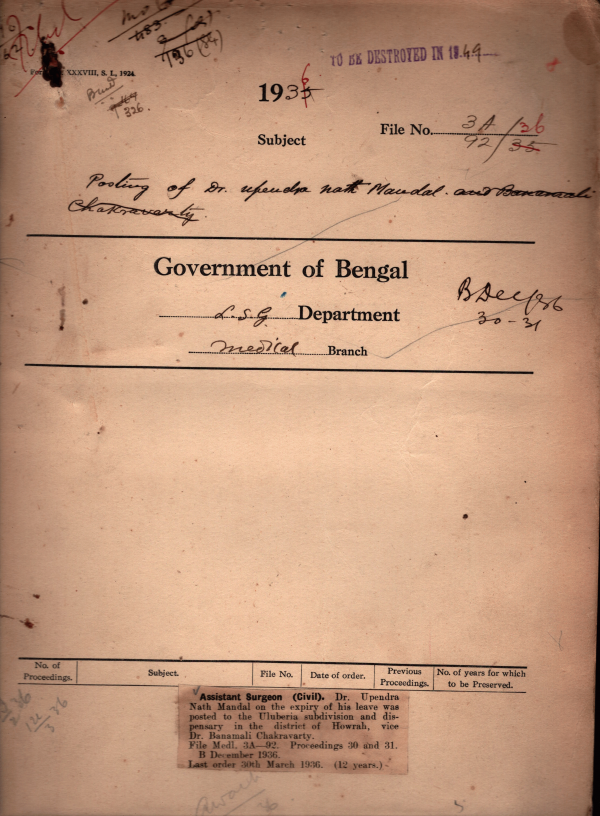 TO BE DESTROYED IN 1949
XXXVIII, S. I., 1924.
326.
1936
Subject
File No. 3A/36
92/35
Posting of Dr. Upendra nath Mandal and Banamali
Chakravarty.
Government of Bengal
L.S.G Department
B Dec/36
30-31
Medical Branch
No. of Proceedings.
Subject.
File No.
Date of order.
Previous Proceedings.
No. of years for which to be Preserved.
Assistant Surgeon (Civil). Dr. Upendra
Nath Mandal on the expiry of his leave was
posted to the Uluberia subdivision and dis-
pensary in the district of Howrah, vice
Dr. Banamali Chakravarty.
File Medl. 3A—92. Proceedings 30 and 31.
B December 1936.
Last order 30th March 1936. (12 years.)